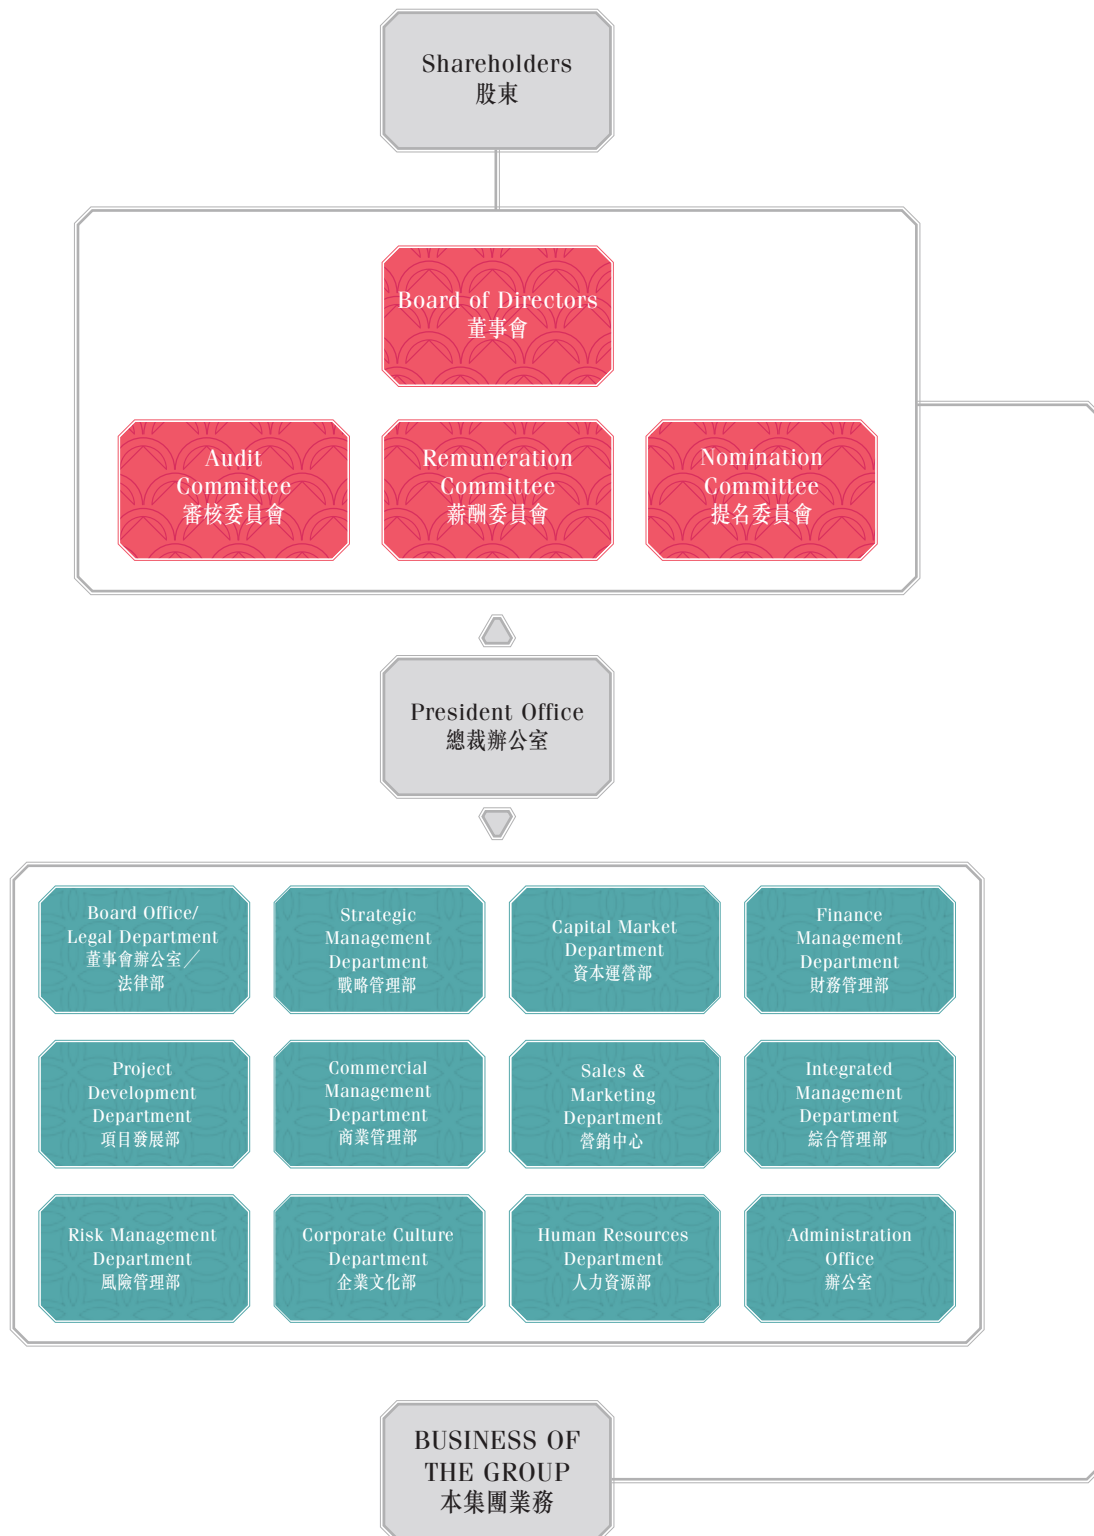 Shareholders
股東
Board of Directors
董事會
Audit
Committee
審核委員會
Remuneration
Committee
薪酬委員會
Nomination
Committee
提名委員會
President Office
總裁辦公室
Board Office/
Legal Department
董事會辦公室／
法律部
Strategic
Management
Department
戰略管理部
Capital Market
Department
資本運營部
Finance
Management
Department
財務管理部
Project
Development
Department
項目發展部
Commercial
Management
Department
商業管理部
Sales &
Marketing
Department
營銷中心
Integrated
Management
Department
綜合管理部
Risk Management
Department
風險管理部
Corporate Culture
Department
企業文化部
Human Resources
Department
人力資源部
Administration
Office
辦公室
BUSINESS OF
THE GROUP
本集團業務